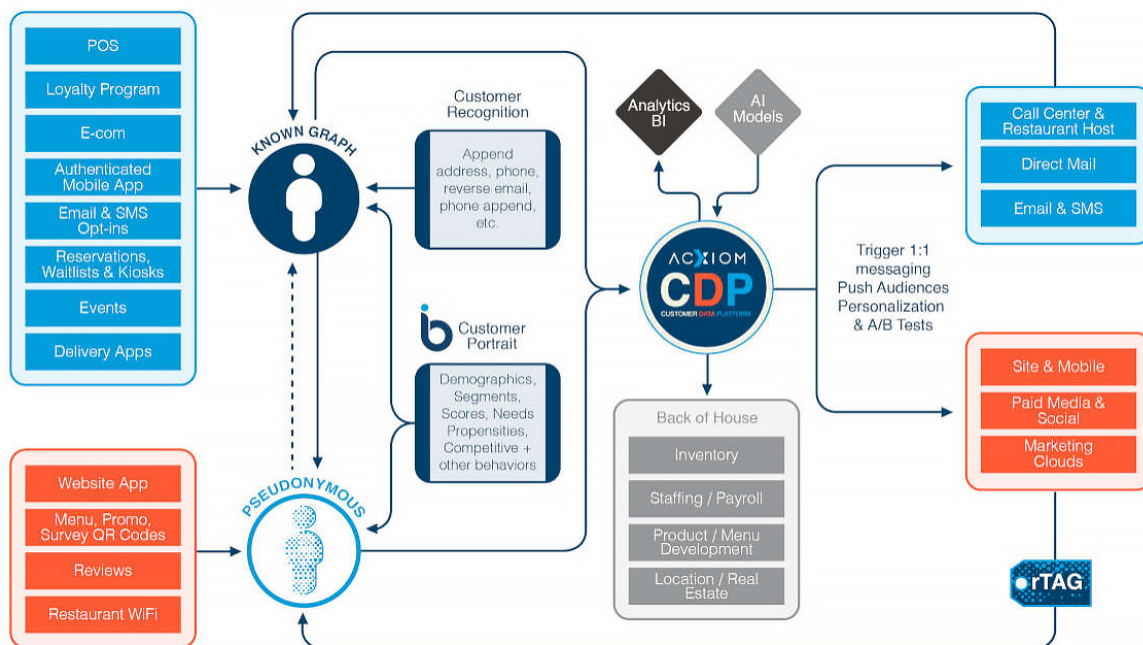 POS
Loyalty Program
E-com
Authenticated
Mobile App
Email & SMS
Opt-ins
Reservations,
Waitlists & Kiosks
Events
Delivery Apps
Website App
Menu, Promo,
Survey QR Codes
Reviews
Restaurant WiFi
KNOWN GRAPH
PSEUDONYMOUS
Customer
Recognition
Append
address, phone,
reverse email,
phone append,
etc.
b
Customer
Portrait
Demographics,
Segments,
Scores, Needs
Propensities,
Competitive +
other behaviors
Analytics
BI
AI
Models
ACXIOM
CDP
CUSTOMER DATA PLATFORM
Back of House
Inventory
Staffing / Payroll
Product / Menu
Development
Location / Real
Estate
Trigger 1:1
messaging
Push Audiences
Personalization
& A/B Tests
Call Center &
Restaurant Host
Direct Mail
Email & SMS
Site & Mobile
Paid Media &
Social
Marketing
Clouds
rTAG